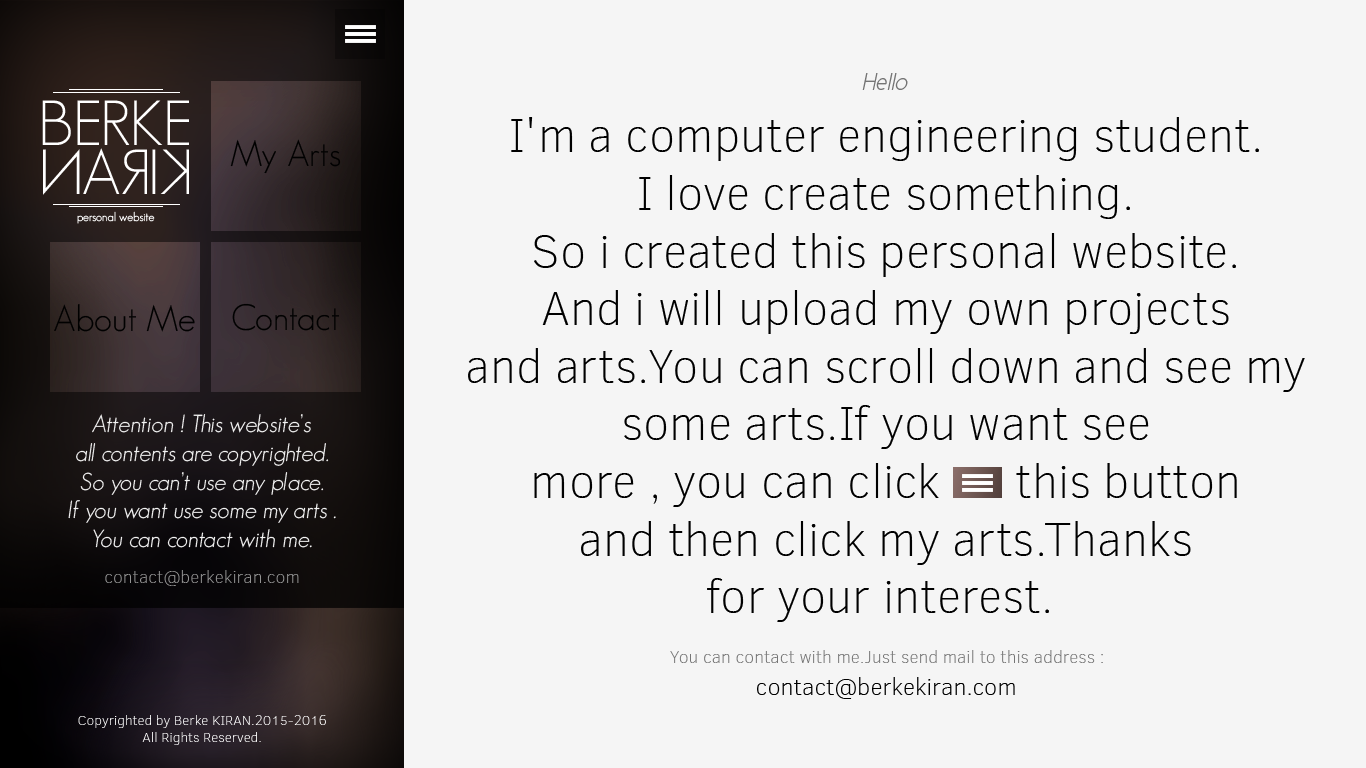 BERKE
KIRAN
personal website
My Arts
About Me
Contact
Attention ! This website's
all contents are copyrighted.
So you can't use any place.
If you want use some my arts .
You can contact with me.
contact@berkekiran.com
Copyrighted by Berke KIRAN.2015-2016
All Rights Reserved.
Hello
I'm a computer engineering student.
I love create something.
So i created this personal website.
And i will upload my own projects
and arts.You can scroll down and see my
some arts.If you want see
more , you can click this button
and then click my arts.Thanks
for your interest.
You can contact with me.Just send mail to this address :
contact@berkekiran.com